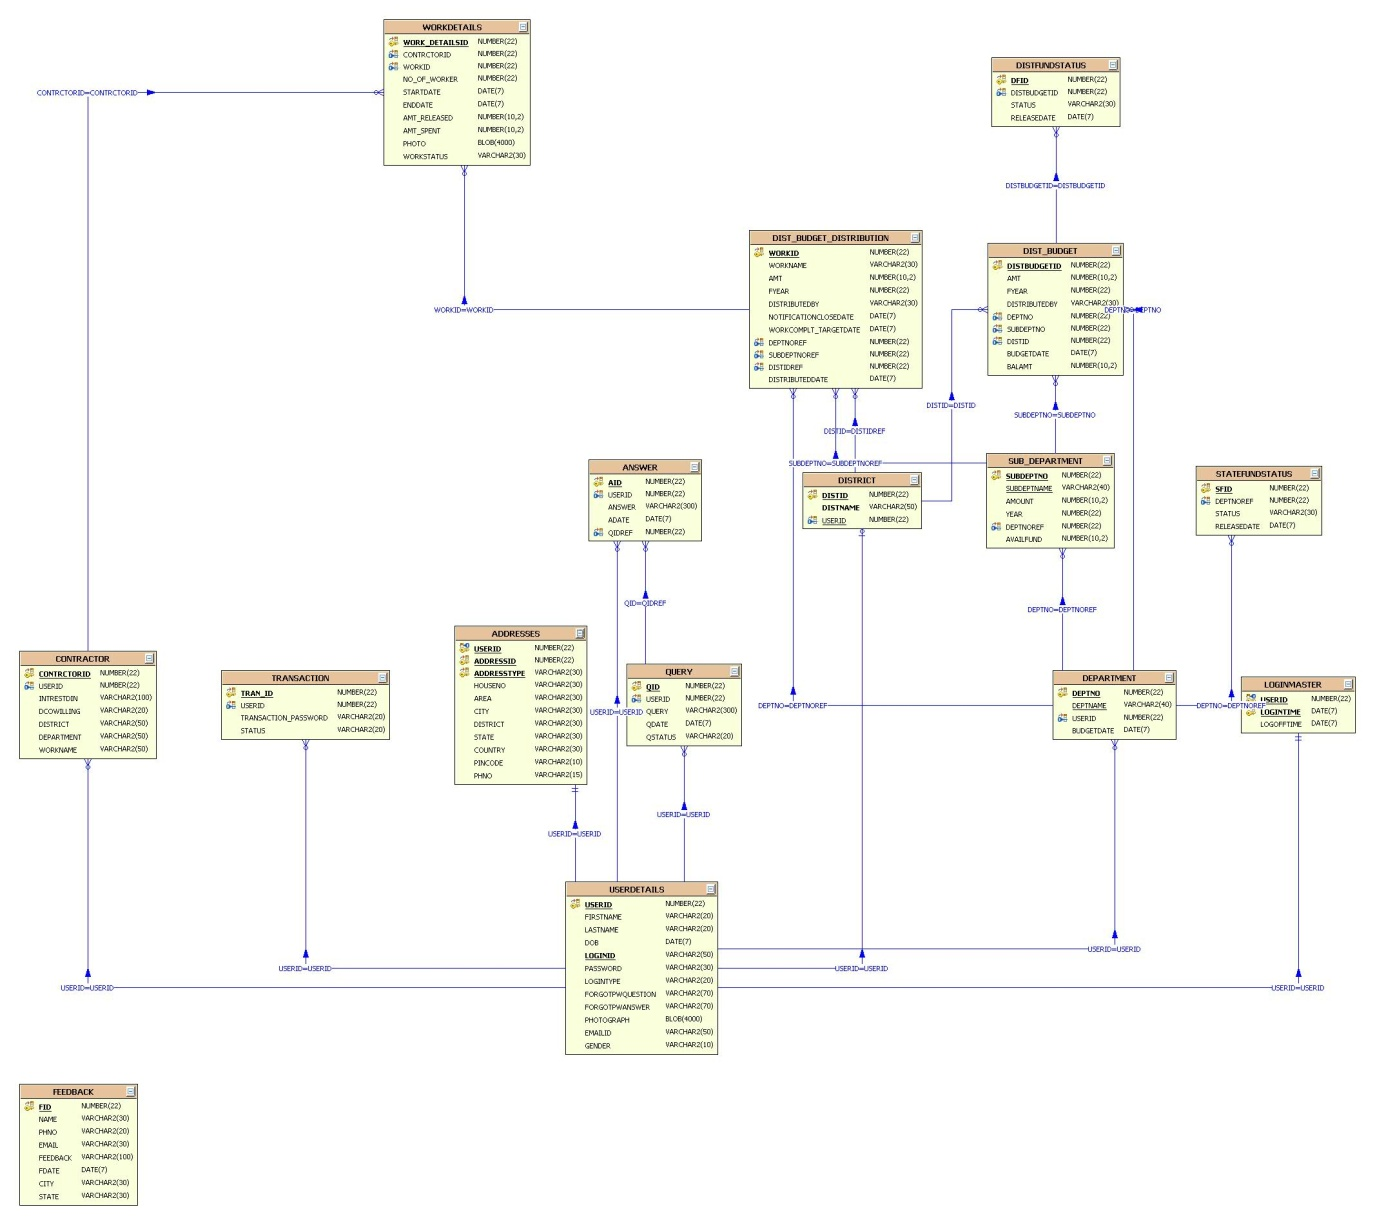 WORKDETAILS
WORK_DETAILSID NUMBER(22)
CONTRCTORID NUMBER(22)
WORKID NUMBER(22)
NO_OF_WORKER NUMBER(22)
STARTDATE DATE(7)
ENDDATE DATE(7)
AMT_RELEASED NUMBER(10,2)
AMT_SPENT NUMBER(10,2)
PHOTO BLOB(4000)
WORKSTATUS VARCHAR2(30)
CONTRCTORID=CONTRCTORID
DISTFUNDSTATUS
DFID NUMBER(22)
DISTBUDGETID NUMBER(22)
STATUS VARCHAR2(30)
RELEASEDATE DATE(7)
DISTBUDGETID=DISTBUDGETID
DIST_BUDGET_DISTRIBUTION
WORKID NUMBER(22)
WORKNAME VARCHAR2(30)
AMT NUMBER(10,2)
FYEAR NUMBER(22)
DISTRIBUTEDBY VARCHAR2(30)
NOTIFICATIONCLOSEDATE DATE(7)
WORKCOMPLT_TARGETDATE DATE(7)
DEPTNOREF NUMBER(22)
SUBDEPTNOREF NUMBER(22)
DISTIDREF NUMBER(22)
DISTRIBUTEDDATE DATE(7)
DIST_BUDGET
DISTBUDGETID NUMBER(22)
AMT NUMBER(10,2)
FYEAR NUMBER(22)
DISTRIBUTEDBY VARCHAR2(30)
DEPTNO NUMBER(22)
SUBDEPTNO NUMBER(22)
DISTID NUMBER(22)
BUDGETDATE DATE(7)
BALAMT NUMBER(10,2)
WORKID=WORKID
DISTID=DISTID
SUBDEPTNO=SUBDEPTNO
DISTID=DISTIDREF
SUBDEPTNO=SUBDEPTNOREF
ANSWER
AID NUMBER(22)
USERID NUMBER(22)
ANSWER VARCHAR2(300)
ADATE DATE(7)
QIDREF NUMBER(22)
DISTRICT
DISTID NUMBER(22)
DISTNAME VARCHAR2(50)
USERID NUMBER(22)
SUB_DEPARTMENT
SUBDEPTNO NUMBER(22)
SUBDEPTNAME VARCHAR2(40)
AMOUNT NUMBER(10,2)
YEAR NUMBER(22)
DEPTNOREF NUMBER(22)
AVAILFUND NUMBER(10,2)
STATEFUNDSTATUS
SFID NUMBER(22)
DEPTNOREF NUMBER(22)
STATUS VARCHAR2(30)
RELEASEDATE DATE(7)
QID=QIDREF
DEPTNO=DEPTNOREF
CONTRACTOR
CONTRCTORID NUMBER(22)
USERID NUMBER(22)
INTRESTDIN VARCHAR2(100)
DCOWILLING VARCHAR2(20)
DISTRICT VARCHAR2(50)
DEPARTMENT VARCHAR2(50)
WORKNAME VARCHAR2(50)
TRANSACTION
TRAN_ID NUMBER(22)
USERID NUMBER(22)
TRANSACTION_PASSWORD VARCHAR2(20)
STATUS VARCHAR2(20)
ADDRESSES
USERID NUMBER(22)
ADDRESSID NUMBER(22)
ADDRESSTYPE VARCHAR2(30)
HOUSENO VARCHAR2(30)
AREA VARCHAR2(30)
CITY VARCHAR2(30)
DISTRICT VARCHAR2(30)
STATE VARCHAR2(30)
COUNTRY VARCHAR2(30)
PINCODE VARCHAR2(10)
PHNO VARCHAR2(15)
USERID=USERID
QUERY
QID NUMBER(22)
USERID NUMBER(22)
QUERY VARCHAR2(300)
QDATE DATE(7)
QSTATUS VARCHAR2(20)
DEPTNO=DEPTNOREF
DEPARTMENT
DEPTNO NUMBER(22)
DEPTNAME VARCHAR2(40)
USERID NUMBER(22)
BUDGETDATE DATE(7)
DEPTNO=DEPTNOREF
LOGINMASTER
USERID NUMBER(22)
LOGINTIME DATE(7)
LOGOFFTIME DATE(7)
USERID=USERID
USERID=USERID
USERDETAILS
USERID NUMBER(22)
FIRSTNAME VARCHAR2(20)
LASTNAME VARCHAR2(20)
DOB DATE(7)
LOGINID VARCHAR2(50)
PASSWORD VARCHAR2(30)
LOGINTYPE VARCHAR2(20)
FORGOTPWQUESTION VARCHAR2(70)
FORGOTPWANSWER VARCHAR2(70)
PHOTOGRAPH BLOB(4000)
EMAILID VARCHAR2(50)
GENDER VARCHAR2(10)
USERID=USERID
USERID=USERID
USERID=USERID
USERID=USERID
USERID=USERID
FEEDBACK
FID NUMBER(22)
NAME VARCHAR2(30)
PHNO VARCHAR2(20)
EMAIL VARCHAR2(30)
FEEDBACK VARCHAR2(100)
FDATE DATE(7)
CITY VARCHAR2(30)
STATE VARCHAR2(30)